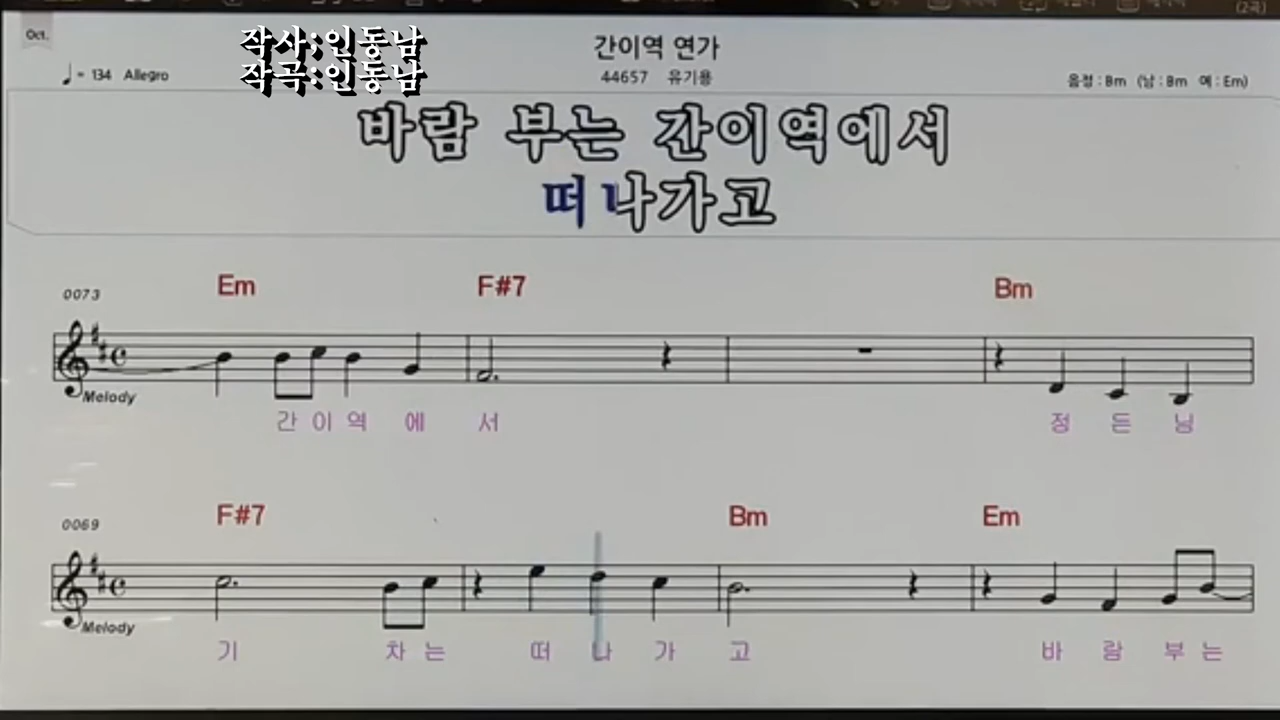 Oct.
작사;인동남
작곡:인동남
간이역 연가
44657 유기용
♩= 134 Allegro
음정 : Bm (남 : Bm 여 : Em)
바람 부는 간이역에서
떠나가고
0073 Em F#7 Bm
Melody
간 이 역 에 서 정 든 님
0069 F#7 Bm Em
Melody
기 차 는 떠 나 가 고 바 람 부 는